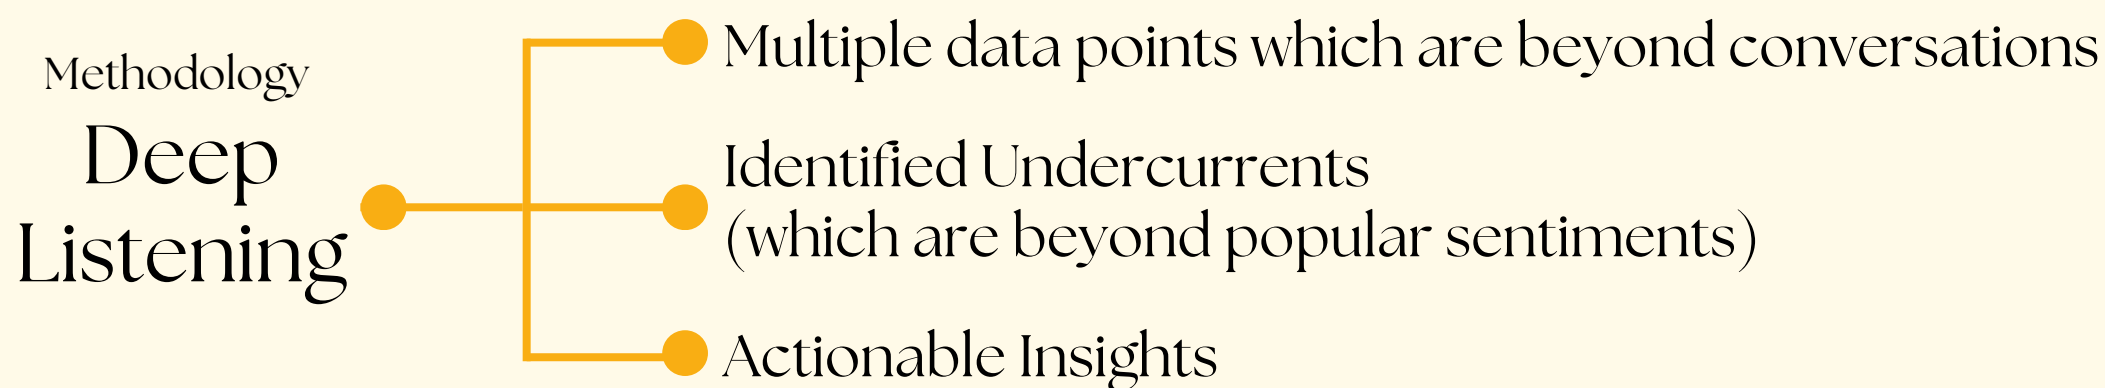 Methodology
Deep
Listening
Multiple data points which are beyond conversations
Identified Undercurrents
(which are beyond popular sentiments)
Actionable Insights